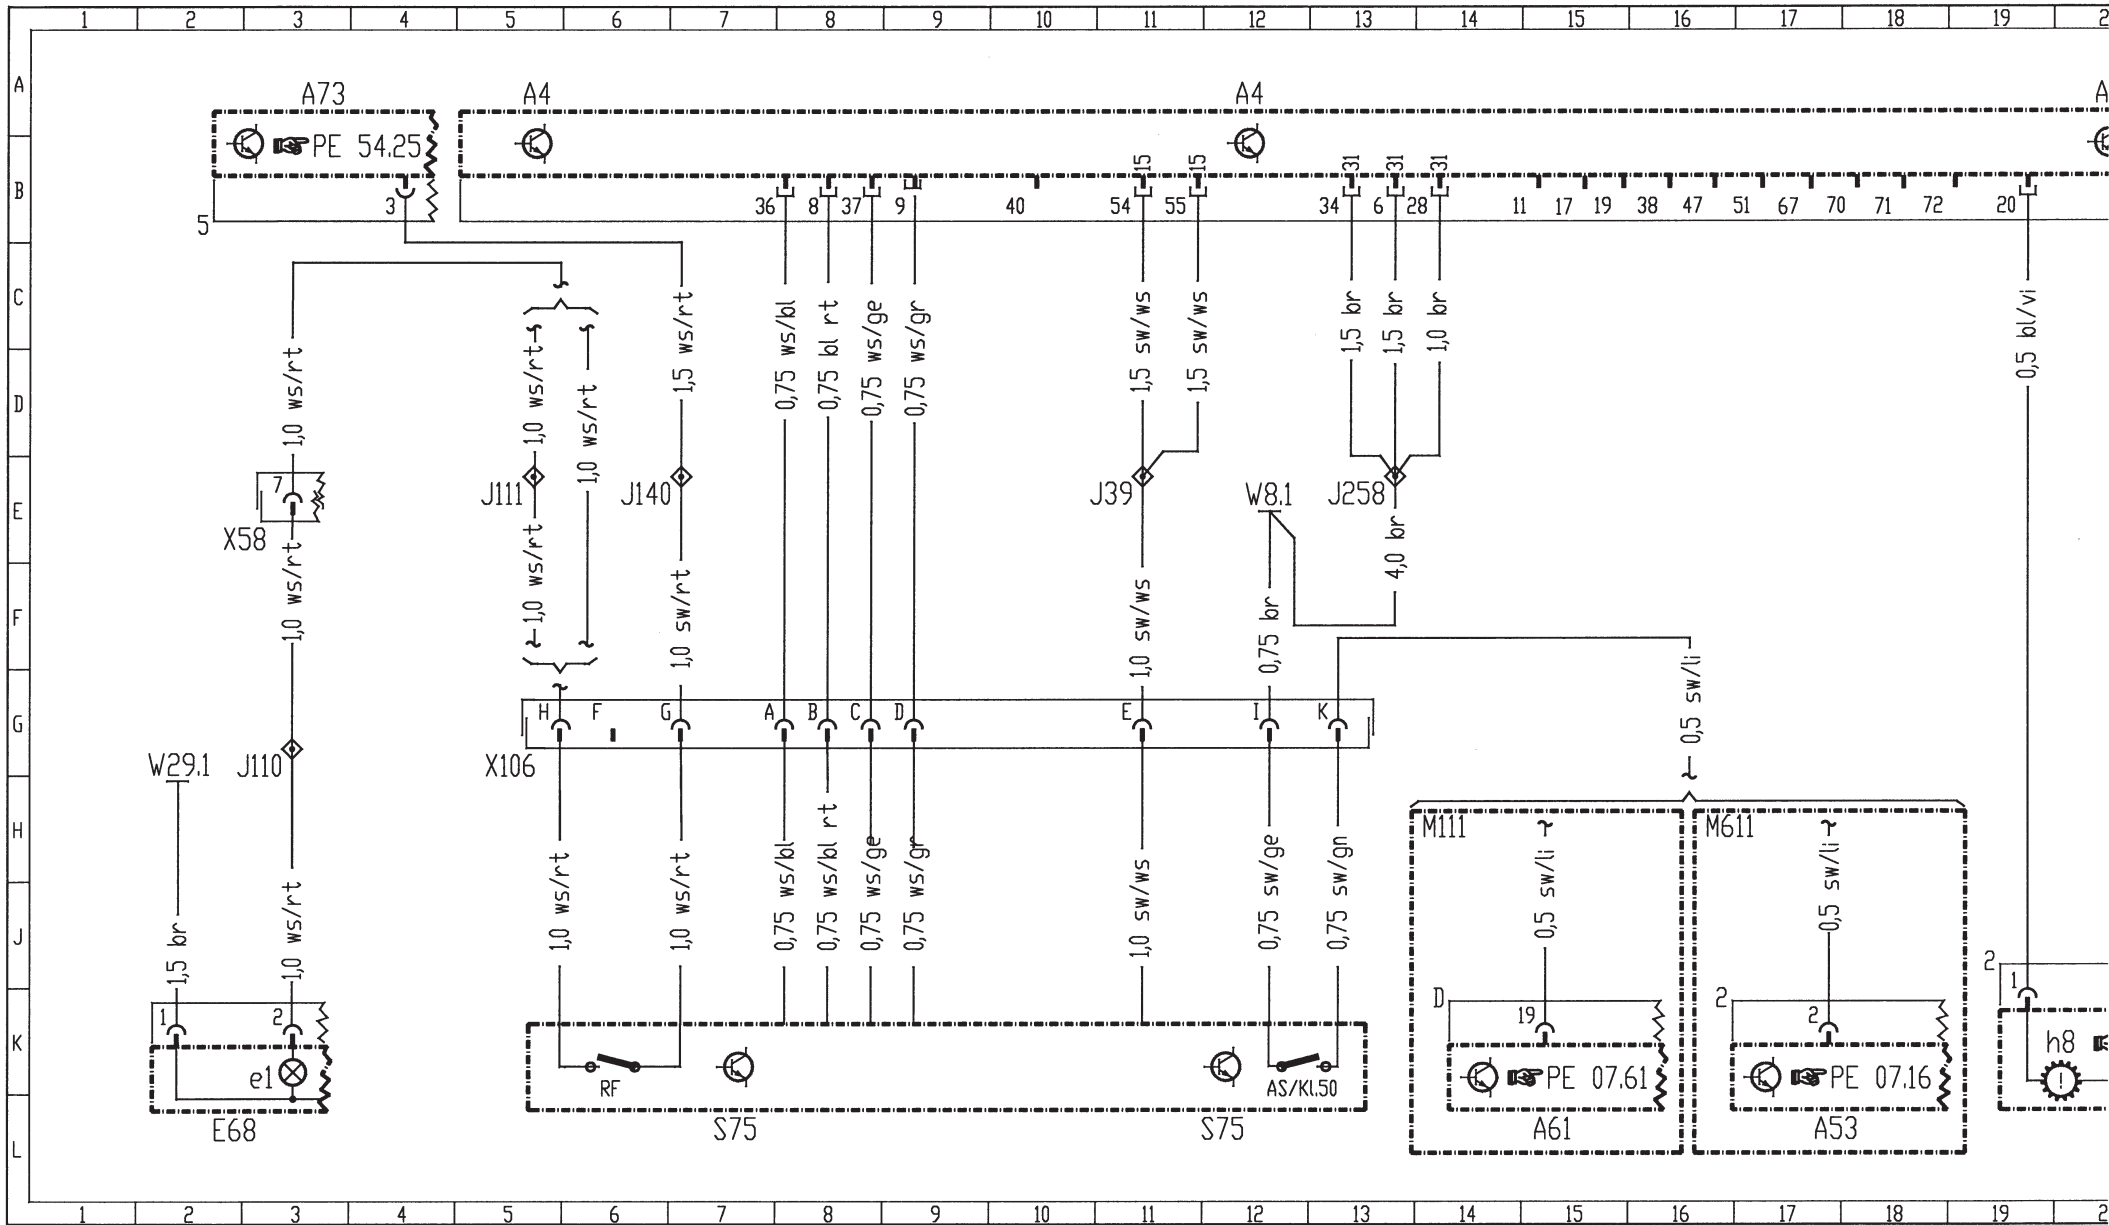 1 2 3 4 5 6 7 8 9 10 11 12 13 14 15 16 17 18 19 2
A
A73 A4 A4 A
PE 54.25
15 15 31 31 31
B
3 36 8 37 9 40 54 55 34 6 28 11 17 19 38 47 51 67 70 71 72 20
5
C
1,0 ws/rt
1,0 ws/rt
1,0 ws/rt
1,5 ws/rt
0,75 ws/bl
0,75 bl rt
0,75 ws/ge
0,75 ws/gr
1,5 sw/ws
1,5 sw/ws
1,5 br
1,5 br
1,0 br
0,5 bl/vi
D
E
7
X58
J111 J140 J39 W8.1 J258
1,0 ws/rt
1,0 ws/rt
1,0 sw/rt
1,0 sw/ws
0,75 br
4,0 br
0,5 sw/li
F
G
H F G A B C D E I K
W29.1 J110 X106
H
M111 M611
1,5 br
1,0 ws/rt
1,0 ws/rt
1,0 ws/rt
0,75 ws/bl
0,75 ws/bl rt
0,75 ws/ge
0,75 ws/gr
1,0 sw/ws
0,75 sw/ge
0,75 sw/gn
0,5 sw/li
0,5 sw/li
J
2
1
D 2
1 2 19 2
K
h8
e1 RF AS/Kl.50 PE 07.61 PE 07.16
E68 S75 S75 A61 A53
L
1 2 3 4 5 6 7 8 9 10 11 12 13 14 15 16 17 18 19 2